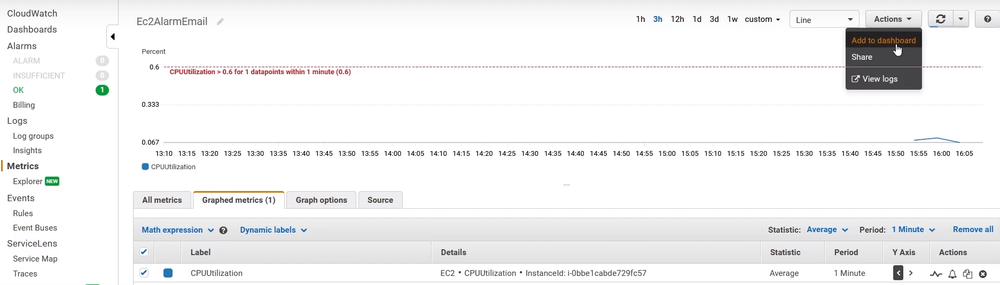 CloudWatch
Dashboards
Alarms
ALARM 0
INSUFFICIENT 0
OK 1
Billing
Logs
Log groups
Insights
Metrics
Explorer NEW
Events
Rules
Event Buses
ServiceLens
Service Map
Traces
Ec2AlarmEmail
1h 3h 12h 1d 3d 1w custom
Line
Actions
?
Add to dashboard
Share
View logs
Percent
0.6
CPUUtilization > 0.6 for 1 datapoints within 1 minute (0.6)
0.333
0.067
13:10 13:15 13:20 13:25 13:30 13:35 13:40 13:45 13:50 13:55 14:00 14:05 14:10 14:15 14:20 14:25 14:30 14:35 14:40 14:45 14:50 14:55 15:00 15:05 15:10 15:15 15:20 15:25 15:30 15:35 15:40 15:45 15:50 15:55 16:00 16:05
CPUUtilization
All metrics Graphed metrics (1) Graph options Source
Math expression ? Dynamic labels Statistic: Average Period: 1 Minute Remove all
Label Details Statistic Period Y Axis Actions
CPUUtilization EC2 • CPUUtilization • InstanceId: i-0bbe1cabde729fc57 Average 1 Minute < >